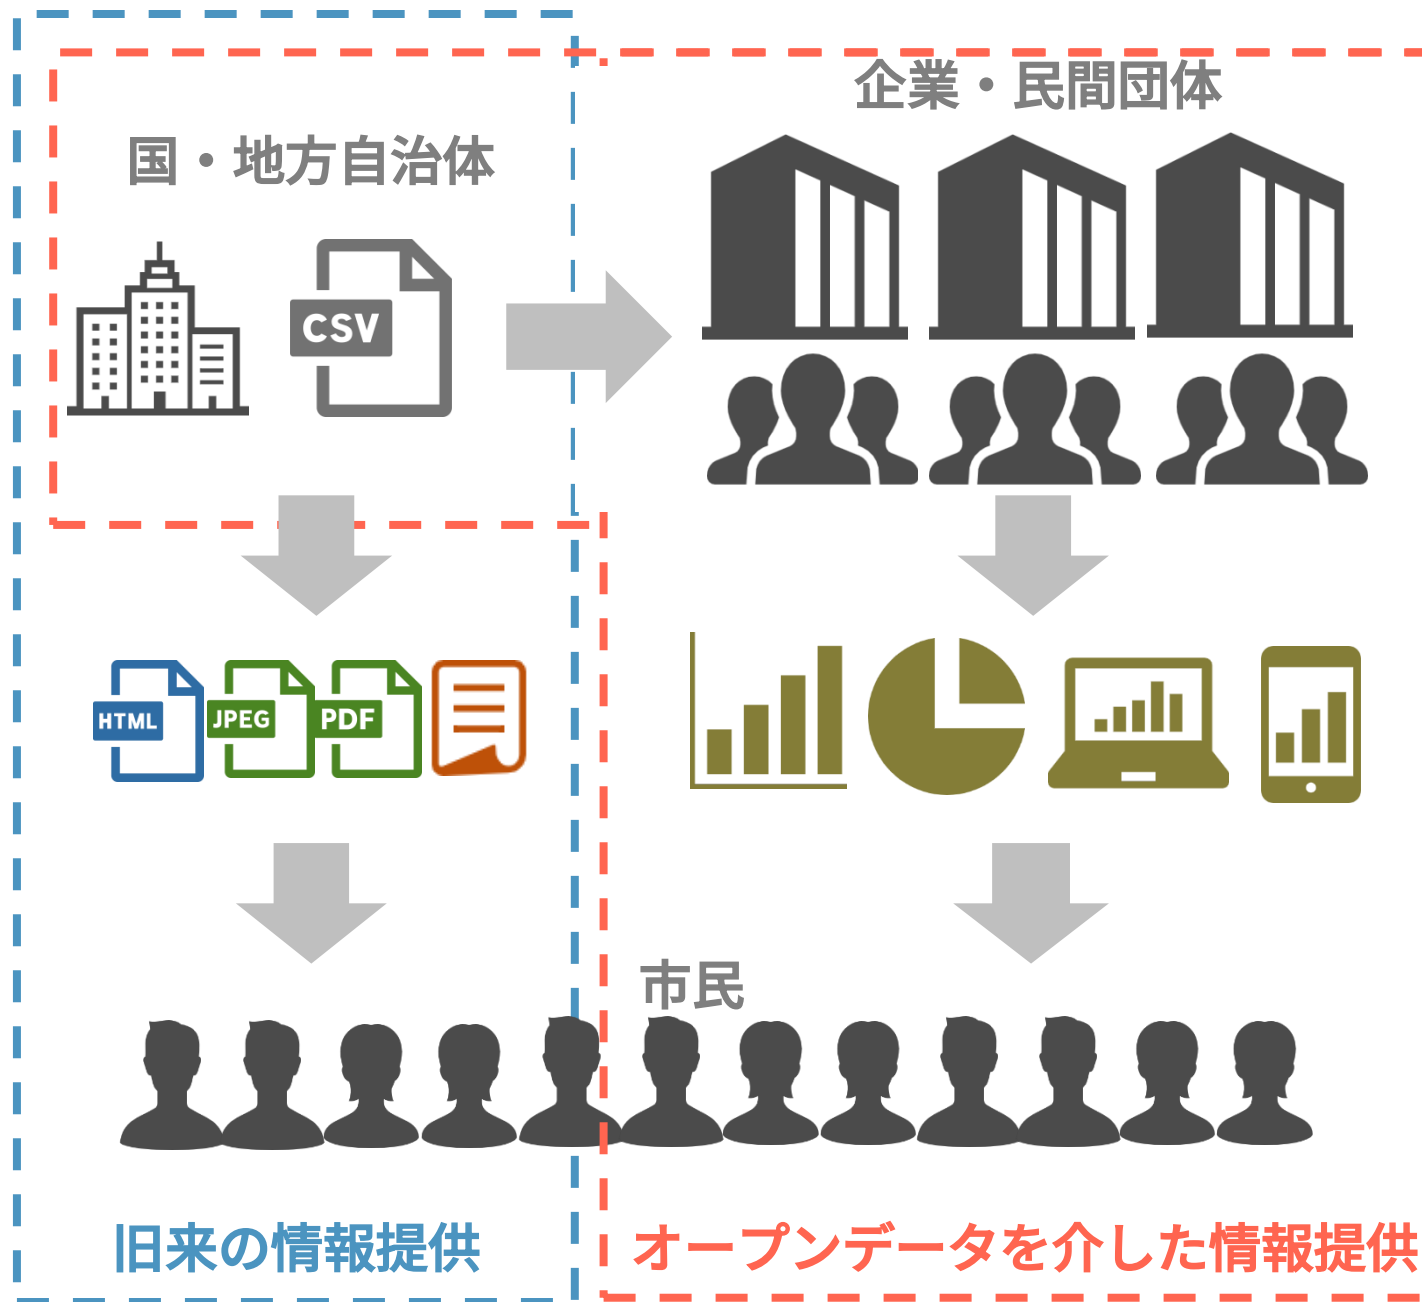 企業・民間団体
国・地方自治体
CSV
HTML
JPEG
PDF
市民
旧来の情報提供
オープンデータを介した情報提供